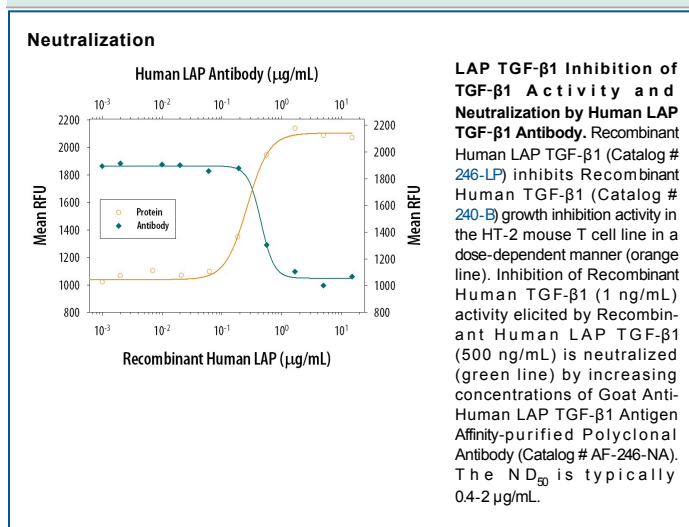 Neutralization
Human LAP Antibody (µg/mL)
10⁻³ 10⁻² 10⁻¹ 10⁰ 10¹
2200
2000
1800
1600
1400
1200
1000
800
Mean RFU
Protein
Antibody
2200
2000
1800
1600
1400
1200
1000
800
Mean RFU
10⁻³ 10⁻² 10⁻¹ 10⁰ 10¹
Recombinant Human LAP (µg/mL)
LAP TGF-β1 Inhibition of
TGF-β1 Activity and
Neutralization by Human LAP
TGF-β1 Antibody. Recombinant
Human LAP TGF-β1 (Catalog #
246-LP) inhibits Recombinant
Human TGF-β1 (Catalog #
240-B) growth inhibition activity in
the HT-2 mouse T cell line in a
dose-dependent manner (orange
line). Inhibition of Recombinant
Human TGF-β1 (1 ng/mL)
activity elicited by Recombin-
ant Human LAP TGF-β1
(500 ng/mL) is neutralized
(green line) by increasing
concentrations of Goat Anti-
Human LAP TGF-β1 Antigen
Affinity-purified Polyclonal
Antibody (Catalog # AF-246-NA).
The ND₅₀ is typically
0.4-2 µg/mL.